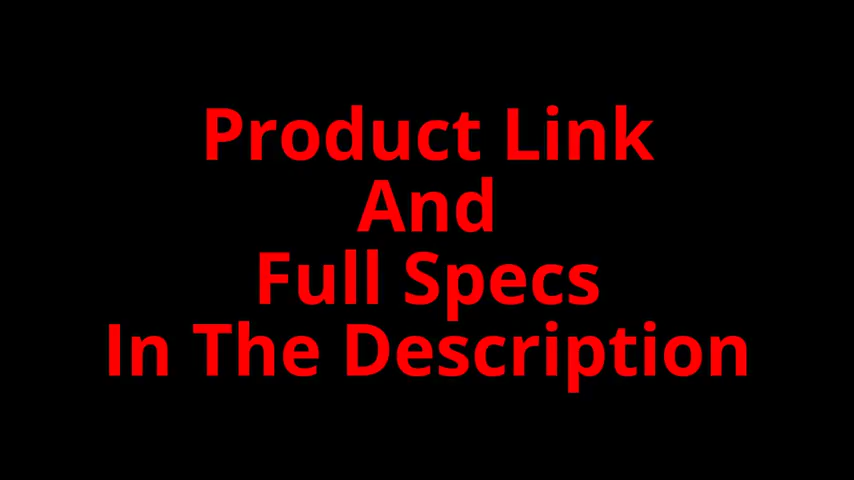 Product Link
And
Full Specs
In The Description